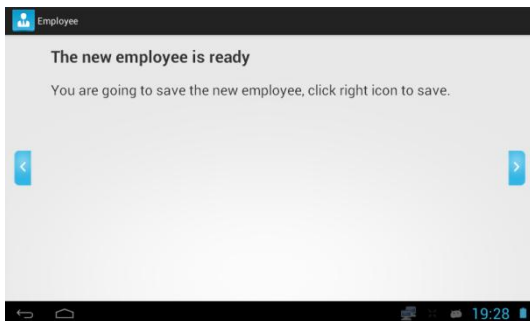 Employee
The new employee is ready
You are going to save the new employee, click right icon to save.
19:28